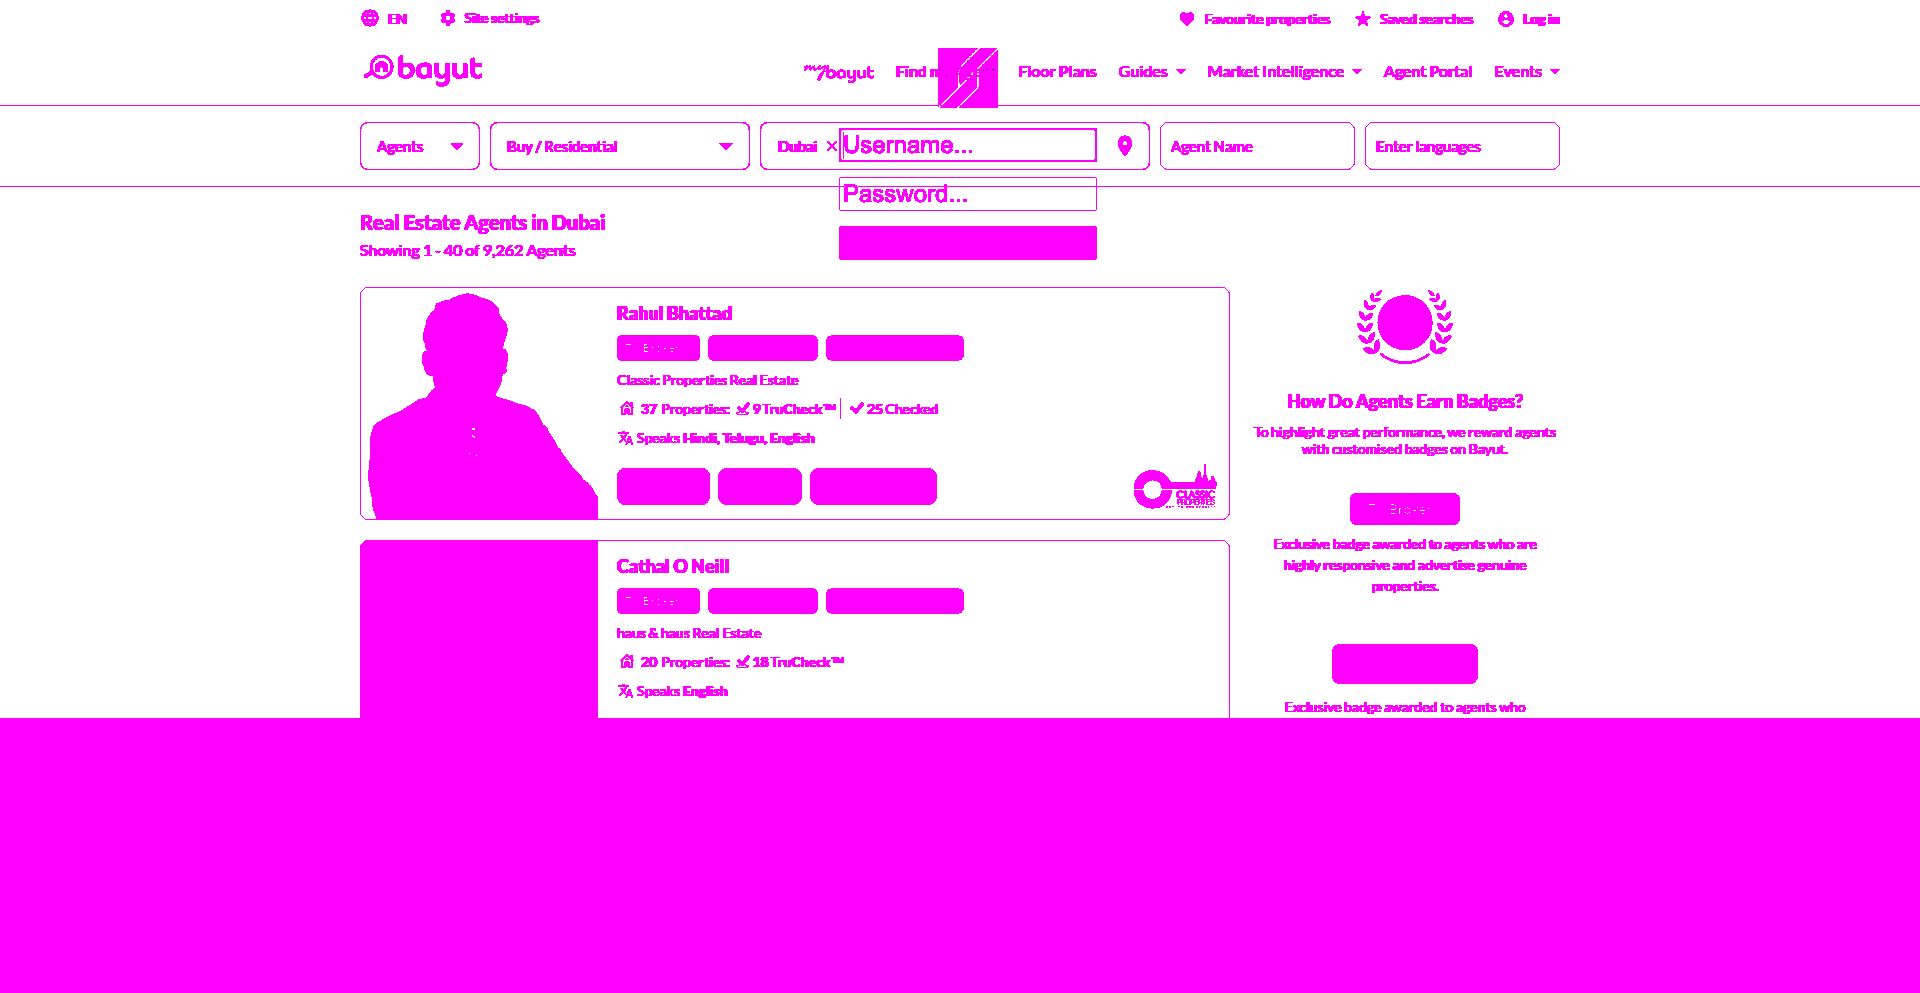 EN Site settings Favourite properties Saved searches Log in
bayut my bayut Find Floor Plans Guides Market Intelligence Agent Portal Events
Agents Buy / Residential Dubai × Username... Agent Name Enter languages
Password...
Real Estate Agents in Dubai
Showing 1 - 40 of 9,262 Agents
Rahul Bhattad
Broker
Classic Properties Real Estate
37 Properties: 9 TruCheck™ 25 Checked
Speaks Hindi, Telugu, English
CLASSIC
PROPERTIES
How Do Agents Earn Badges?
To highlight great performance, we reward agents
with customised badges on Bayut.
Broker
Exclusive badge awarded to agents who are
highly responsive and advertise genuine
properties.
Cathal O Neill
Broker
haus & haus Real Estate
20 Properties: 18 TruCheck™
Speaks English
Exclusive badge awarded to agents who